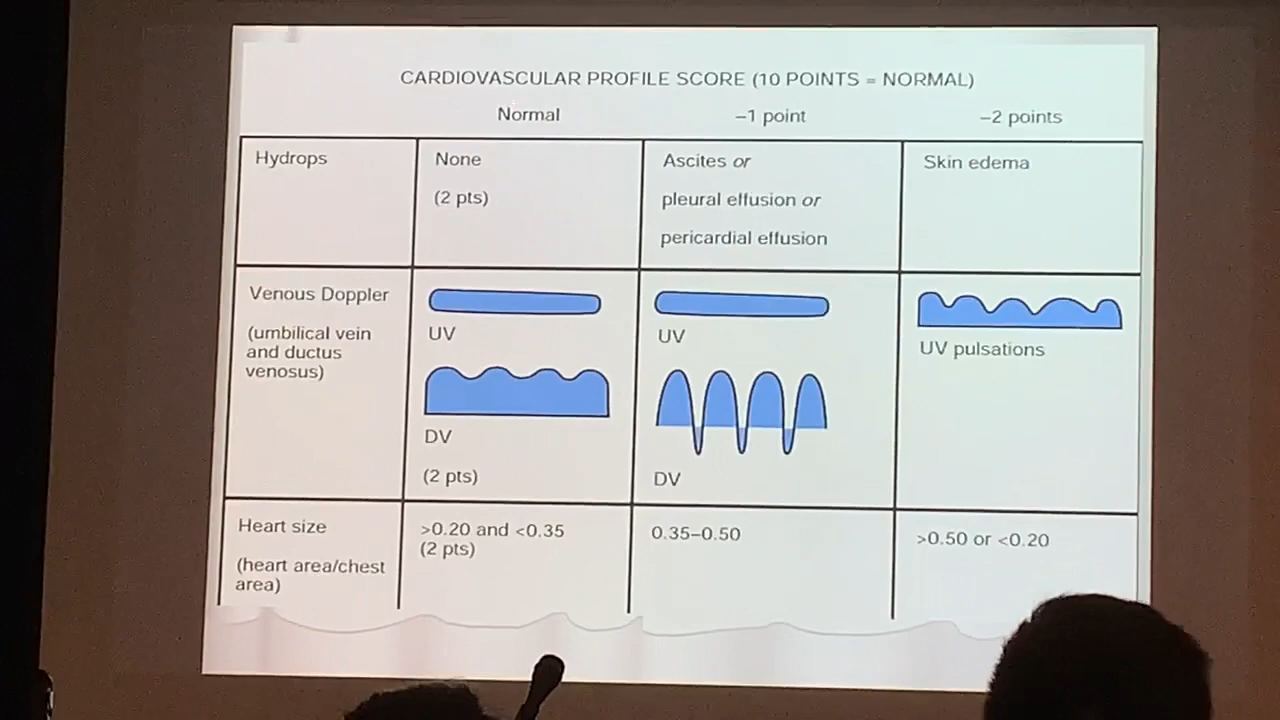 CARDIOVASCULAR PROFILE SCORE (10 POINTS = NORMAL)
Normal
–1 point
–2 points
Hydrops
None
(2 pts)
Ascites or
pleural effusion or
pericardial effusion
Skin edema
Venous Doppler
(umbilical vein
and ductus
venosus)
UV
DV
(2 pts)
UV
DV
UV pulsations
Heart size
(heart area/chest
area)
>0.20 and <0.35
(2 pts)
0.35–0.50
>0.50 or <0.20